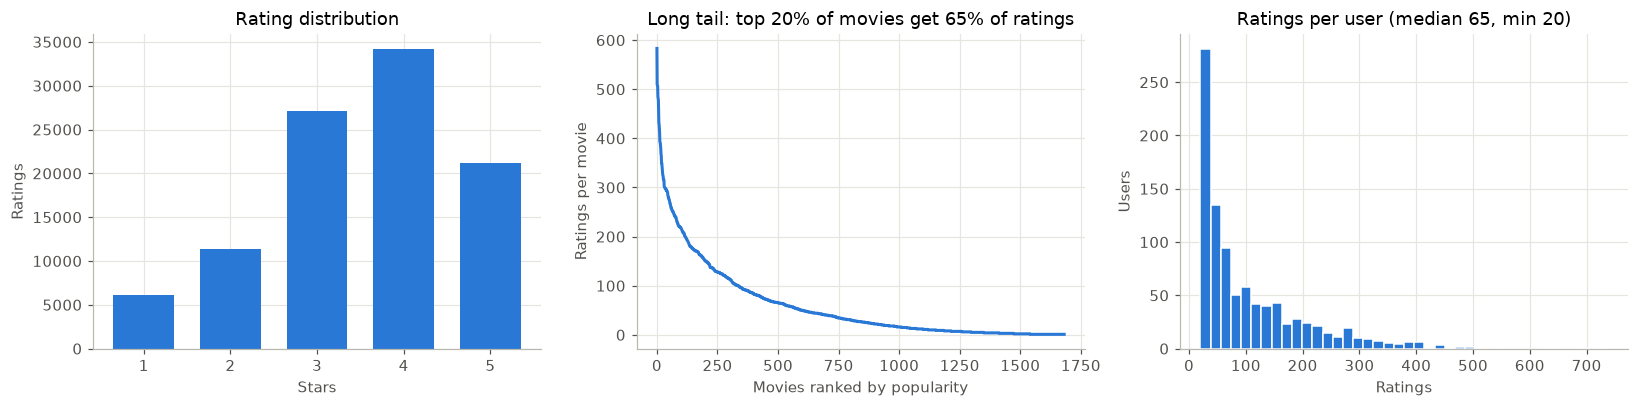 Rating distribution
35000
30000
25000
20000
15000
10000
5000
0
Ratings
1 2 3 4 5
Stars
Long tail: top 20% of movies get 65% of ratings
600
500
400
300
200
100
0
Ratings per movie
0 250 500 750 1000 1250 1500 1750
Movies ranked by popularity
Ratings per user (median 65, min 20)
250
200
150
100
50
0
Users
0 100 200 300 400 500 600 700
Ratings